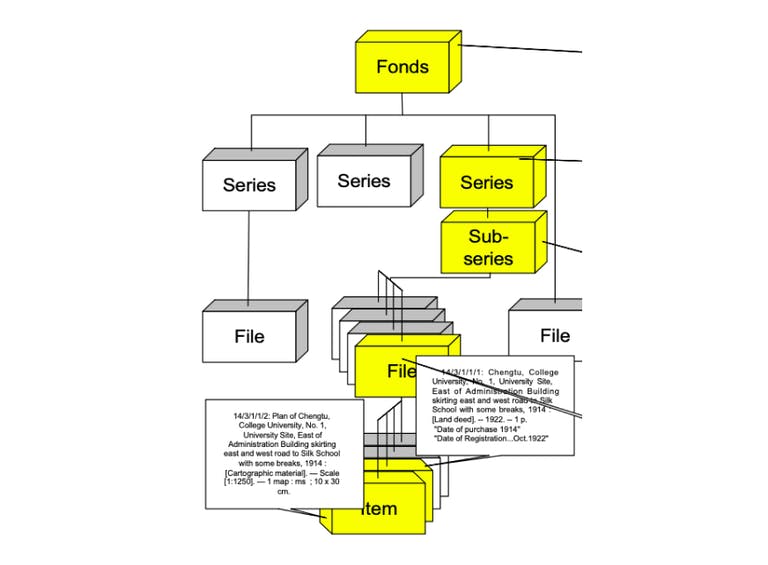 Fonds
Series
Series
Series
Sub-
series
File
File
File
14/3/1/1/1: Chengtu, College
University, No. 1, University Site,
East of Administration Building
skirting east and west road to Silk
School with some breaks, 1914 :
[Land deed]. -- 1922. -- 1 p.
"Date of purchase 1914"
"Date of Registration...Oct.1922"
14/3/1/1/2: Plan of Chengtu,
College University, No. 1,
University Site, East of
Administration Building skirting
east and west road to Silk School
with some breaks, 1914 :
[Cartographic material]. — Scale
[1:1250]. — 1 map : ms ; 10 x 30
cm.
Item